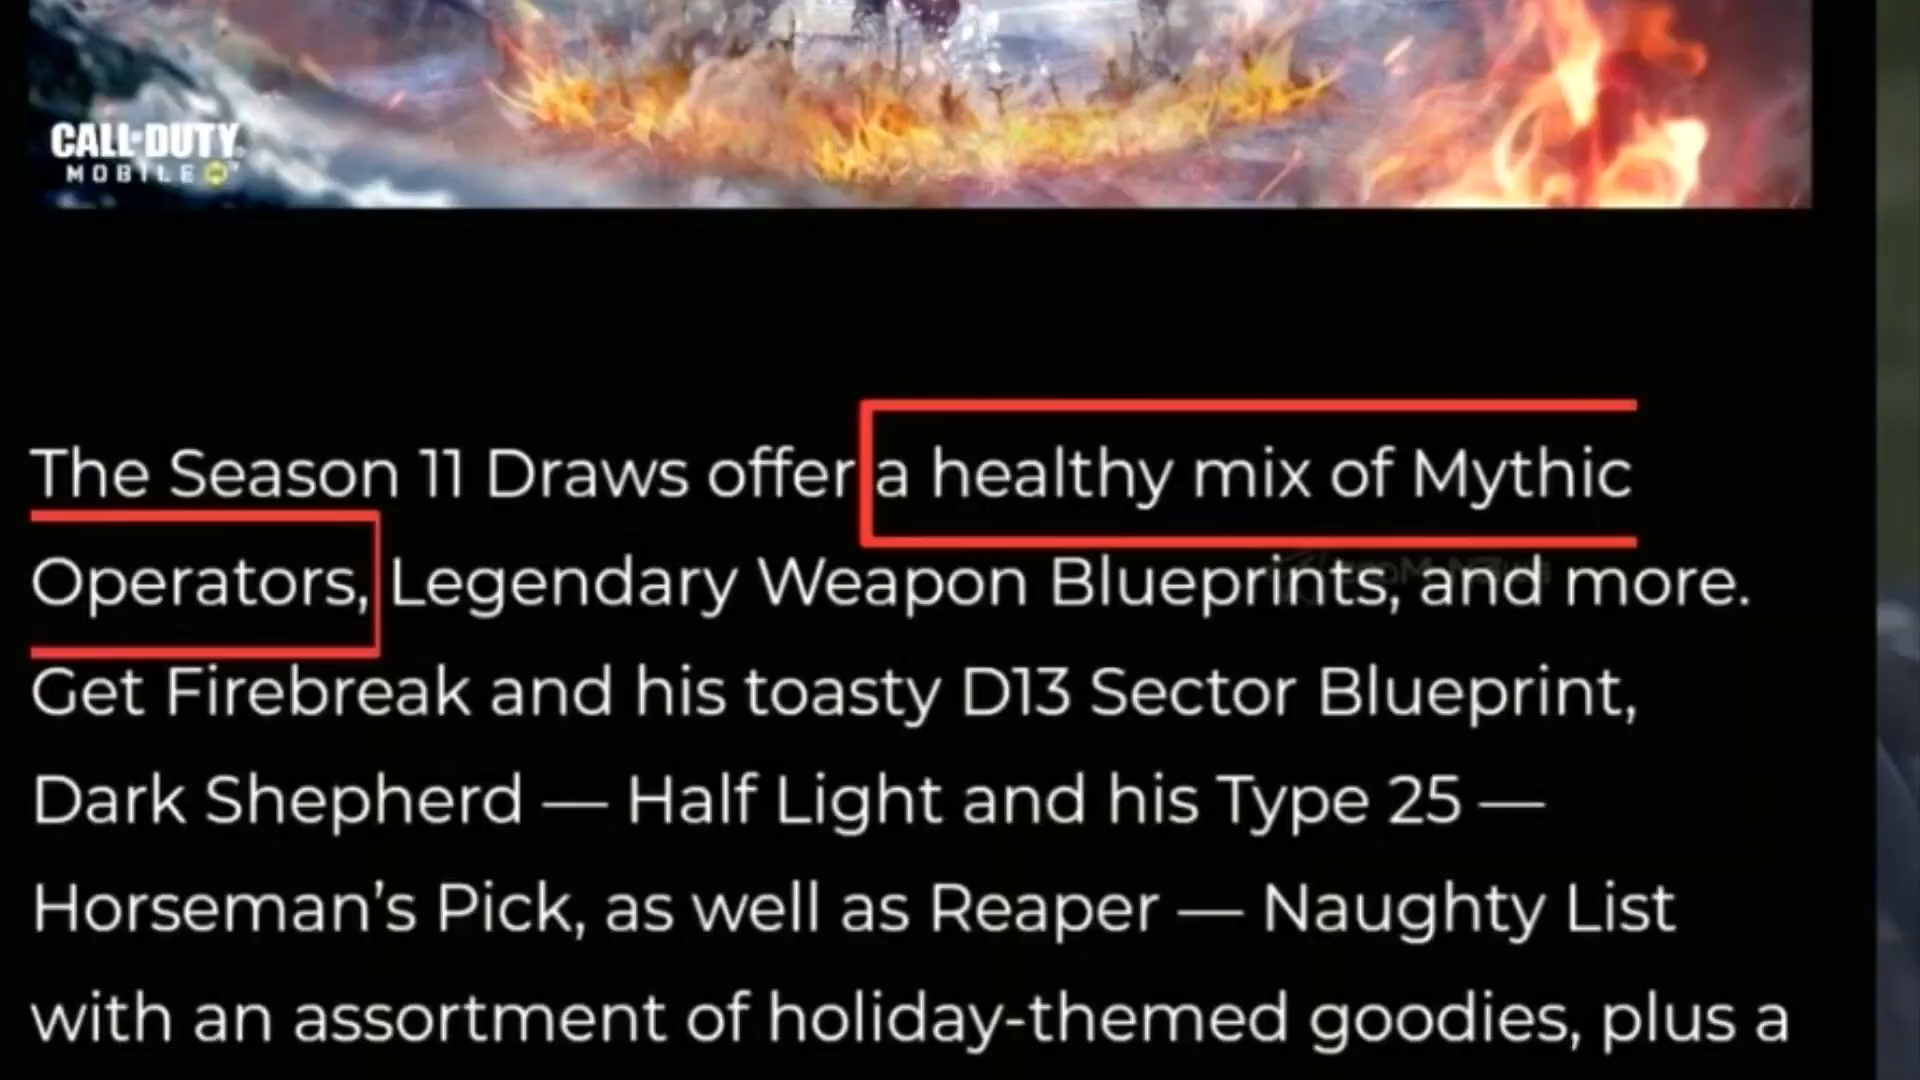 CALL OF DUTY
MOBILE
The Season 11 Draws offer a healthy mix of Mythic
Operators, Legendary Weapon Blueprints, and more.
Get Firebreak and his toasty D13 Sector Blueprint,
Dark Shepherd — Half Light and his Type 25 —
Horseman’s Pick, as well as Reaper — Naughty List
with an assortment of holiday-themed goodies, plus a